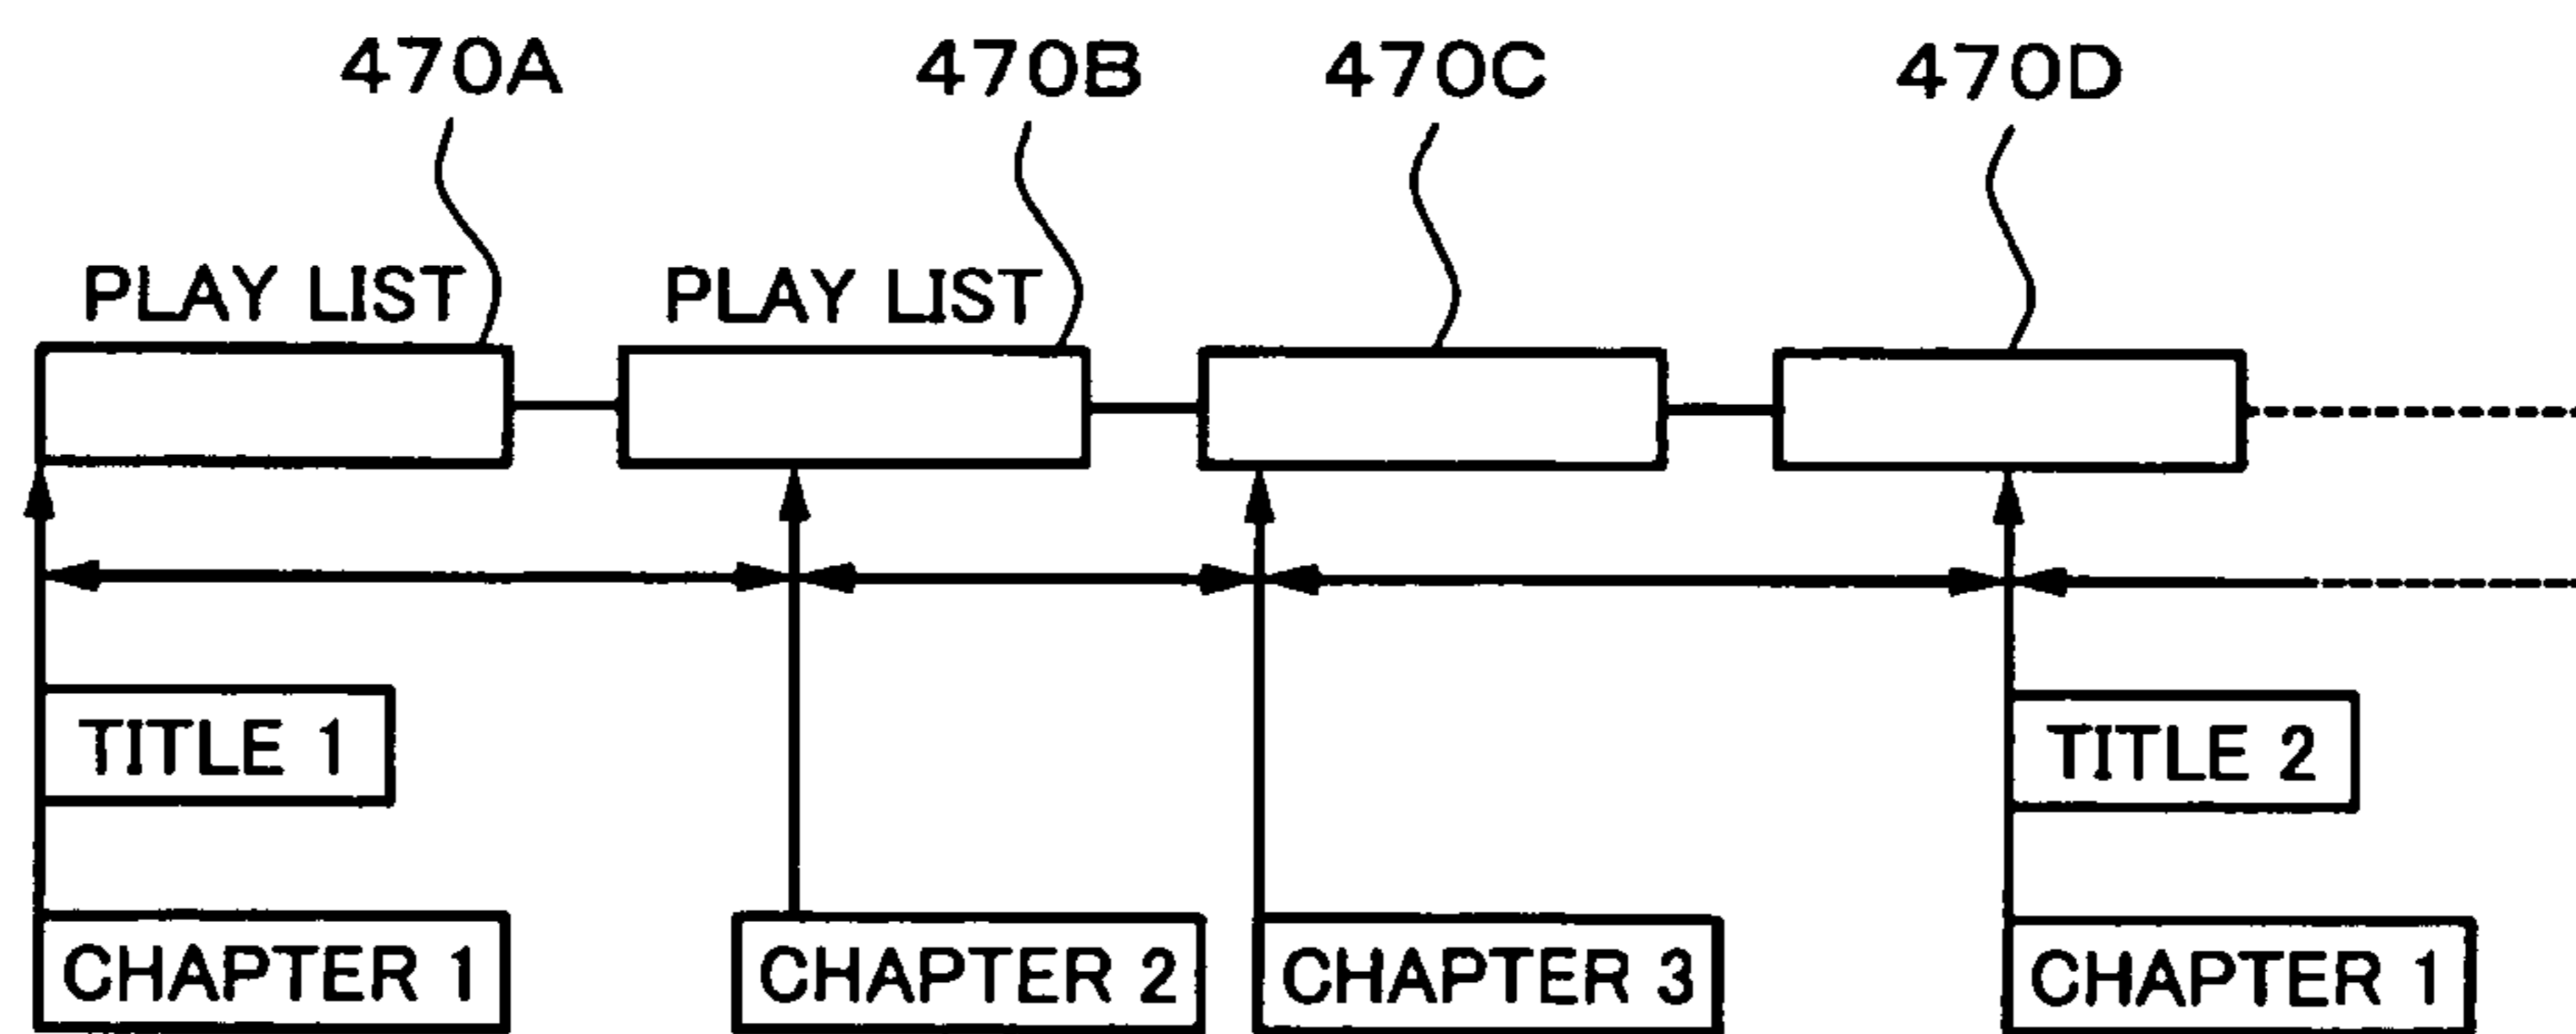 470A 470B 470C 470D
PLAY LIST PLAY LIST
TITLE 1 TITLE 2
CHAPTER 1 CHAPTER 2 CHAPTER 3 CHAPTER 1